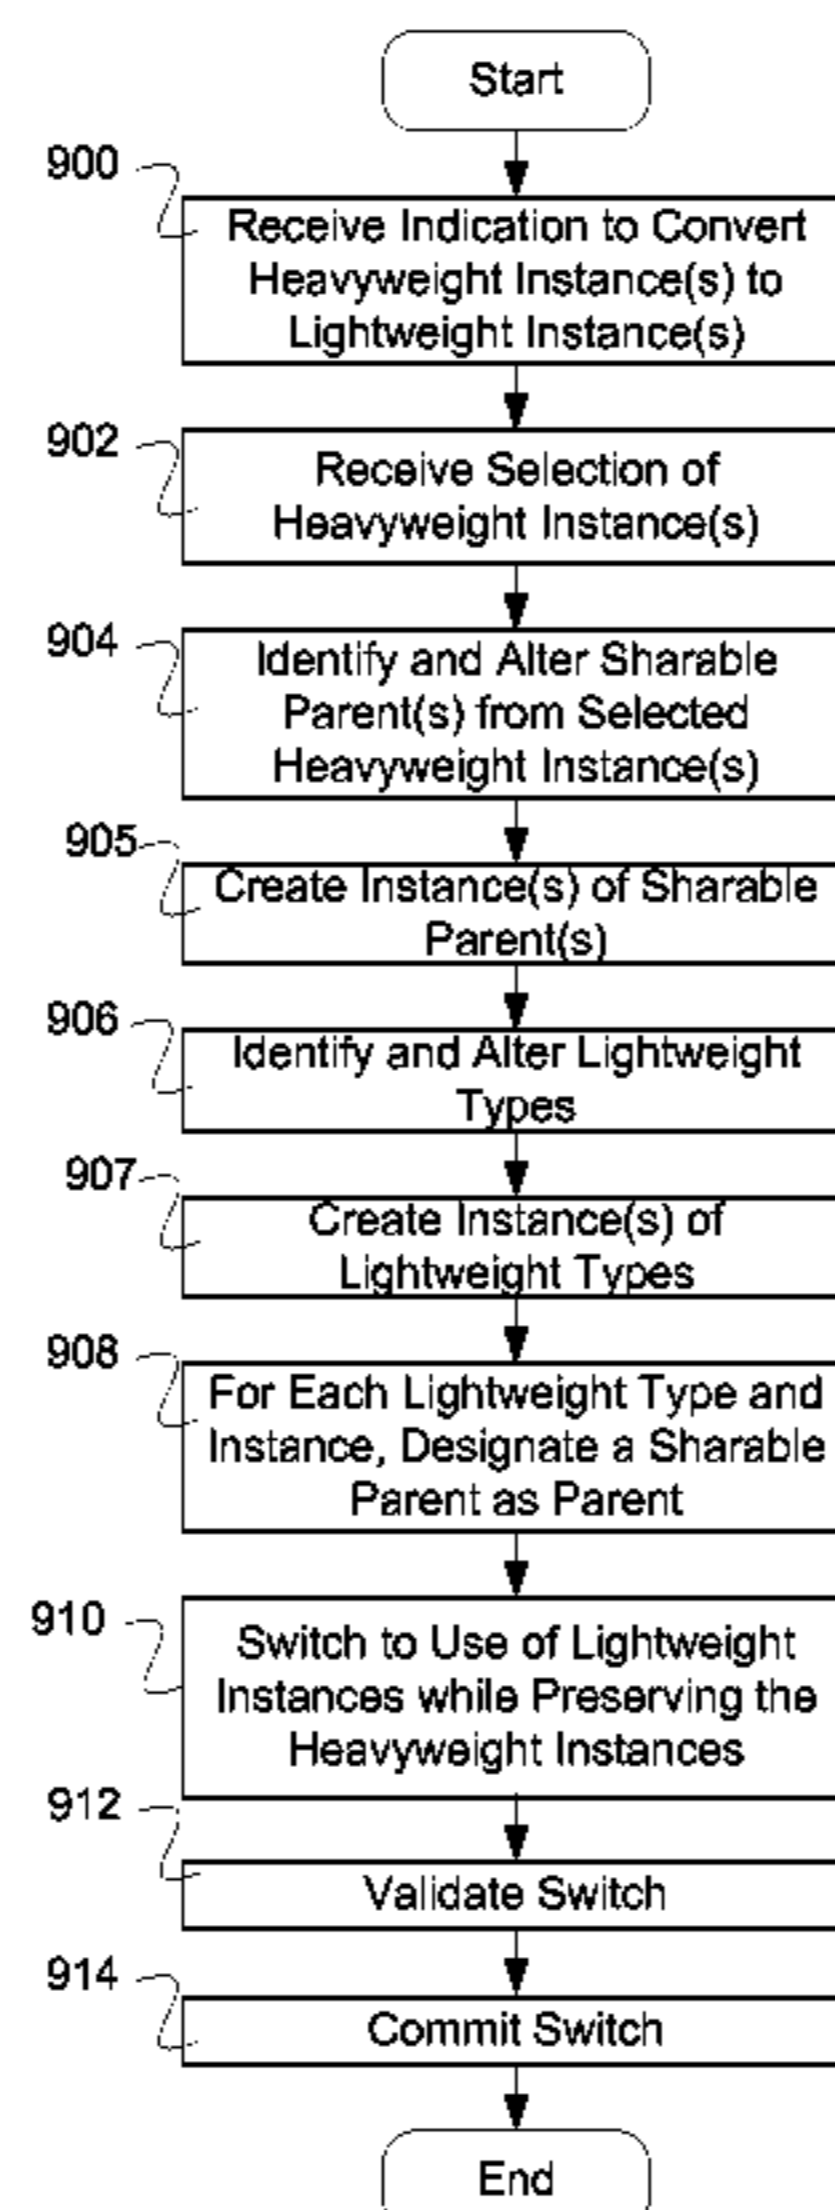 Start
900
Receive Indication to Convert
Heavyweight Instance(s) to
Lightweight Instance(s)
902
Receive Selection of
Heavyweight Instance(s)
904
Identify and Alter Sharable
Parent(s) from Selected
Heavyweight Instance(s)
905
Create Instance(s) of Sharable
Parent(s)
906
Identify and Alter Lightweight
Types
907
Create Instance(s) of
Lightweight Types
908
For Each Lightweight Type and
Instance, Designate a Sharable
Parent as Parent
910
Switch to Use of Lightweight
Instances while Preserving the
Heavyweight Instances
912
Validate Switch
914
Commit Switch
End